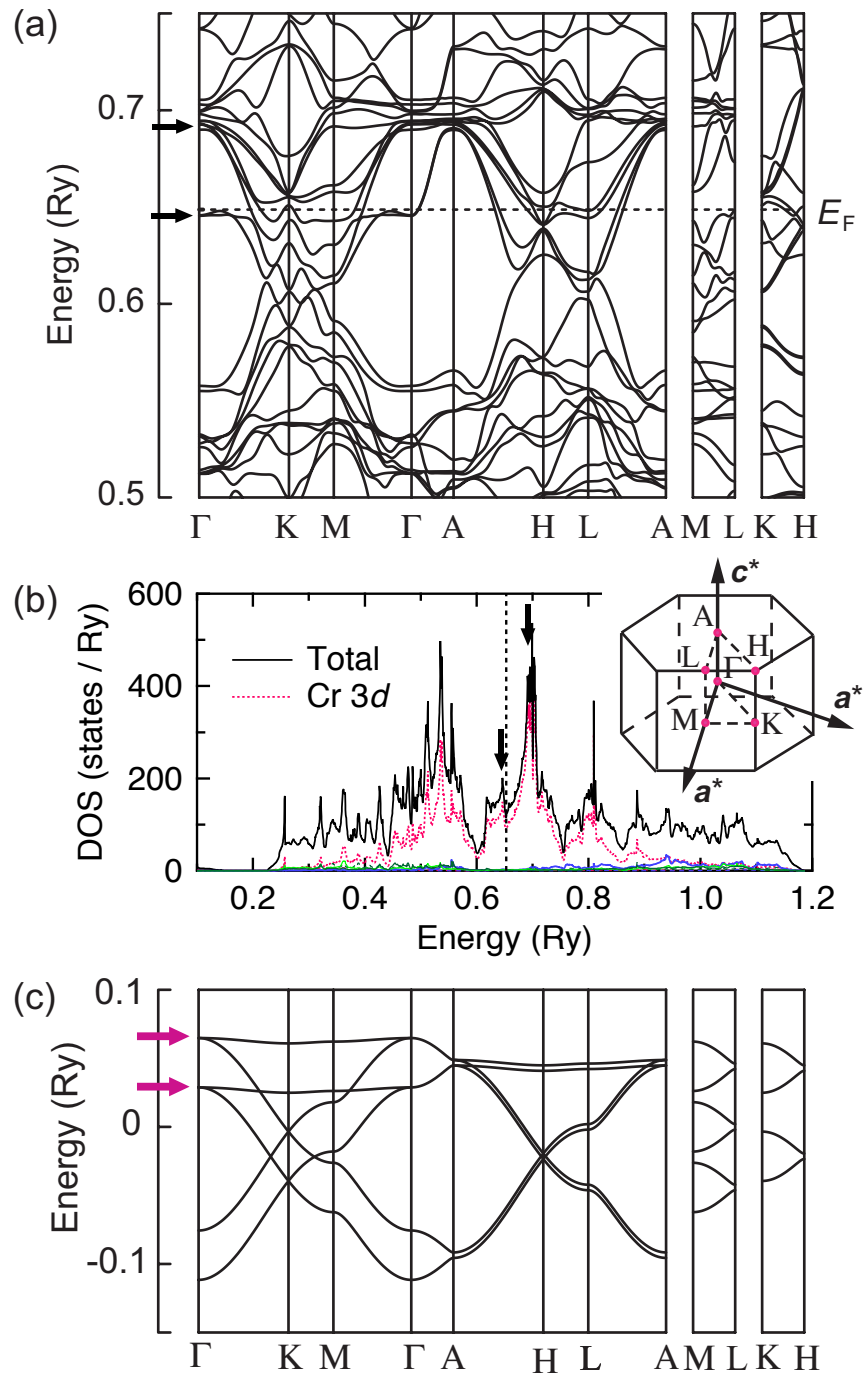 (a)
0.7
0.6
0.5
Energy (Ry)
E_F
Γ K M Γ A H L A M L K H
(b)
600
400
200
0
DOS (states / Ry)
Total
Cr 3d
0.2 0.4 0.6 0.8 1.0 1.2
Energy (Ry)
c*
A
L
H
Γ
M
K
a*
a*
(c)
0.1
0
-0.1
Energy (Ry)
Γ K M Γ A H L A M L K H